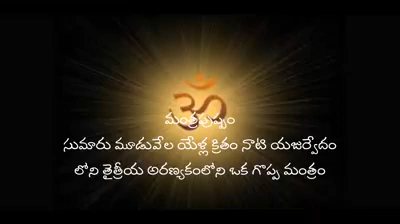 ॐ
మంత్రపుష్పం
సుమారు మూడువేల యేళ్ల క్రితం నాటి యజుర్వేదం
లోని తైత్రీయ అరణ్యకంలోని ఒక గొప్ప మంత్రం